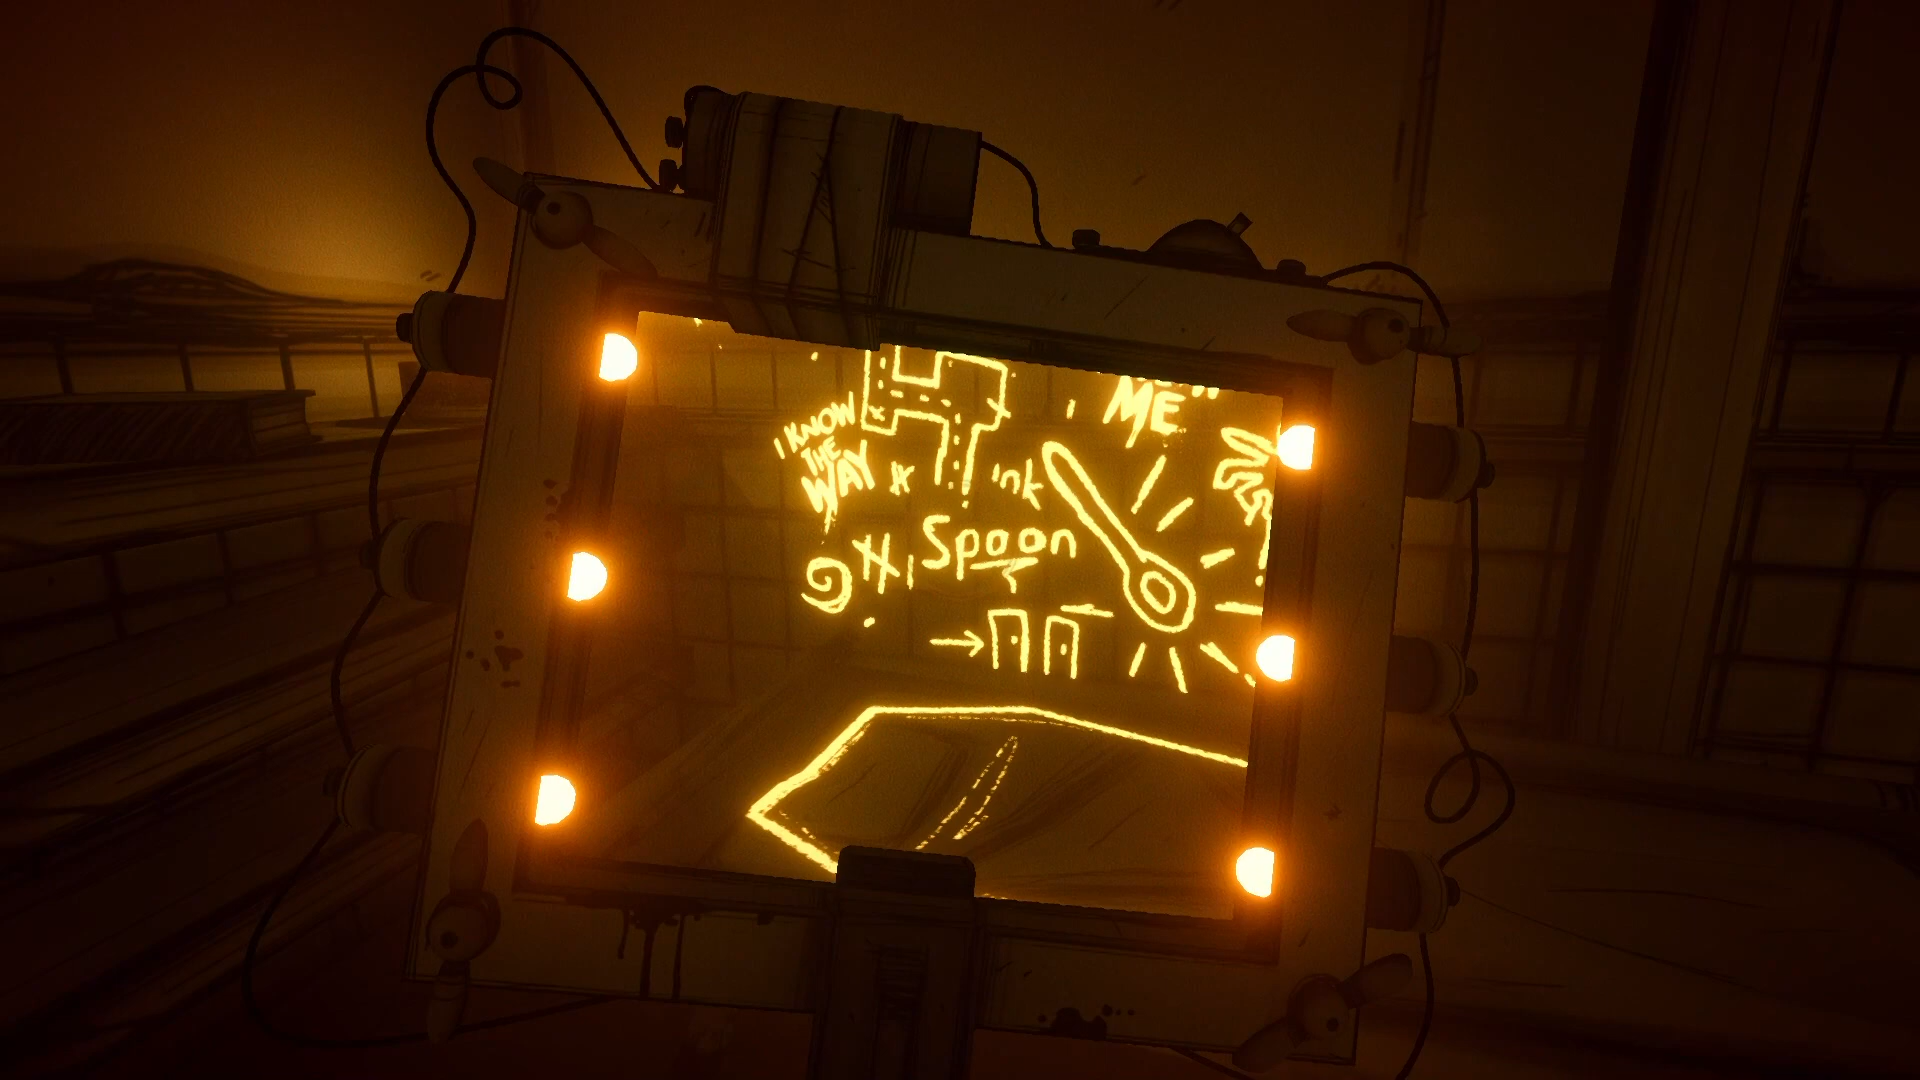 ME"
I KNOW
THE
WAY
ink
Spoon